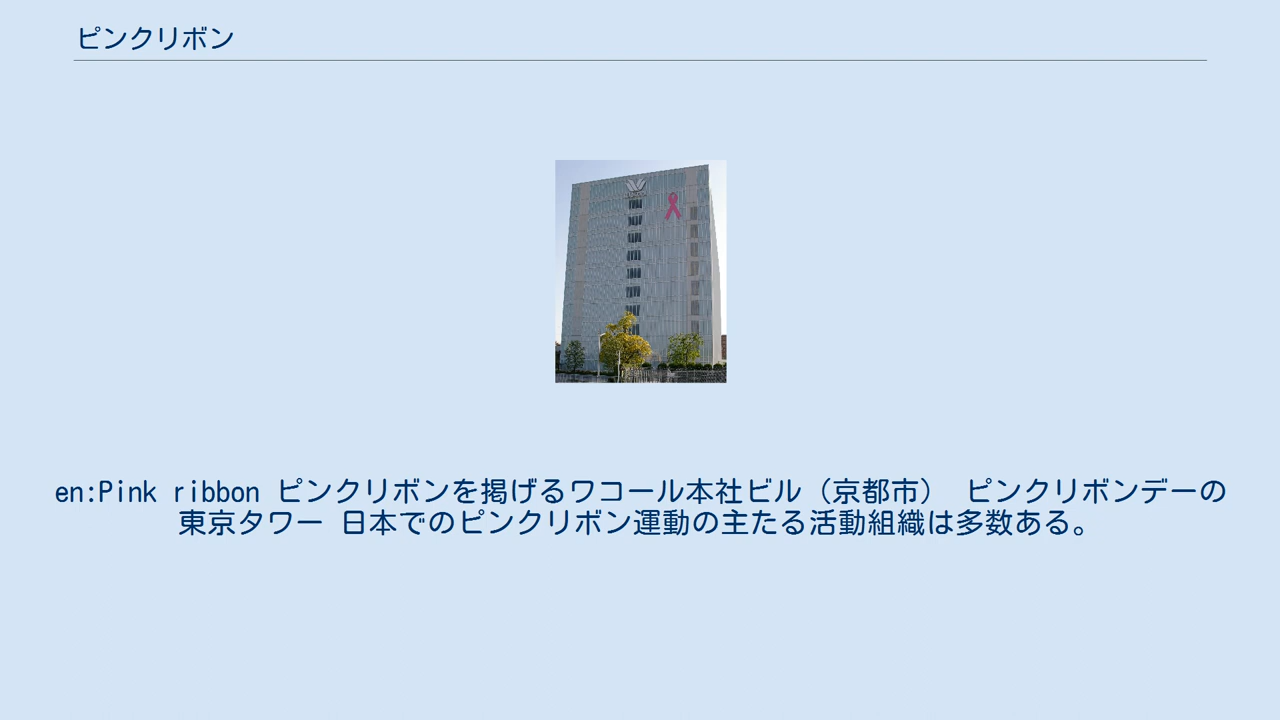 ピンクリボン
en:Pink ribbon ピンクリボンを掲げるワコール本社ビル（京都市） ピンクリボンデーの
東京タワー 日本でのピンクリボン運動の主たる活動組織は多数ある。